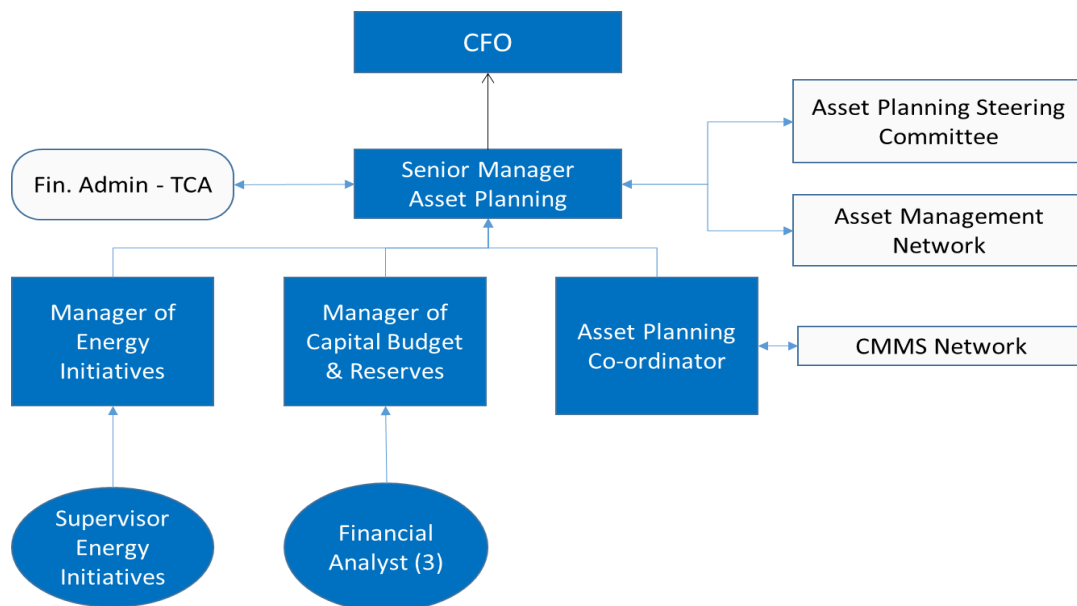 CFO
Asset Planning Steering
Committee
Fin. Admin - TCA
Senior Manager
Asset Planning
Asset Management
Network
Manager of
Energy
Initiatives
Manager of
Capital Budget
& Reserves
Asset Planning
Co-ordinator
CMMS Network
Supervisor
Energy
Initiatives
Financial
Analyst (3)